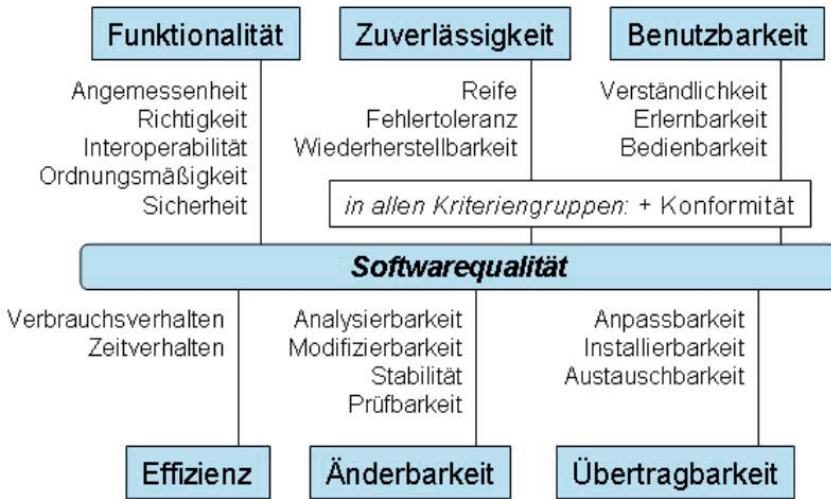 Funktionalität
Zuverlässigkeit
Benutzbarkeit
Angemessenheit
Richtigkeit
Interoperabilität
Ordnungsmäßigkeit
Sicherheit
Reife
Fehlertoleranz
Wiederherstellbarkeit
Verständlichkeit
Erlernbarkeit
Bedienbarkeit
in allen Kriteriengruppen: + Konformität
Softwarequalität
Verbrauchsverhalten
Zeitverhalten
Analysierbarkeit
Modifizierbarkeit
Stabilität
Prüfbarkeit
Anpassbarkeit
Installierbarkeit
Austauschbarkeit
Effizienz
Änderbarkeit
Übertragbarkeit